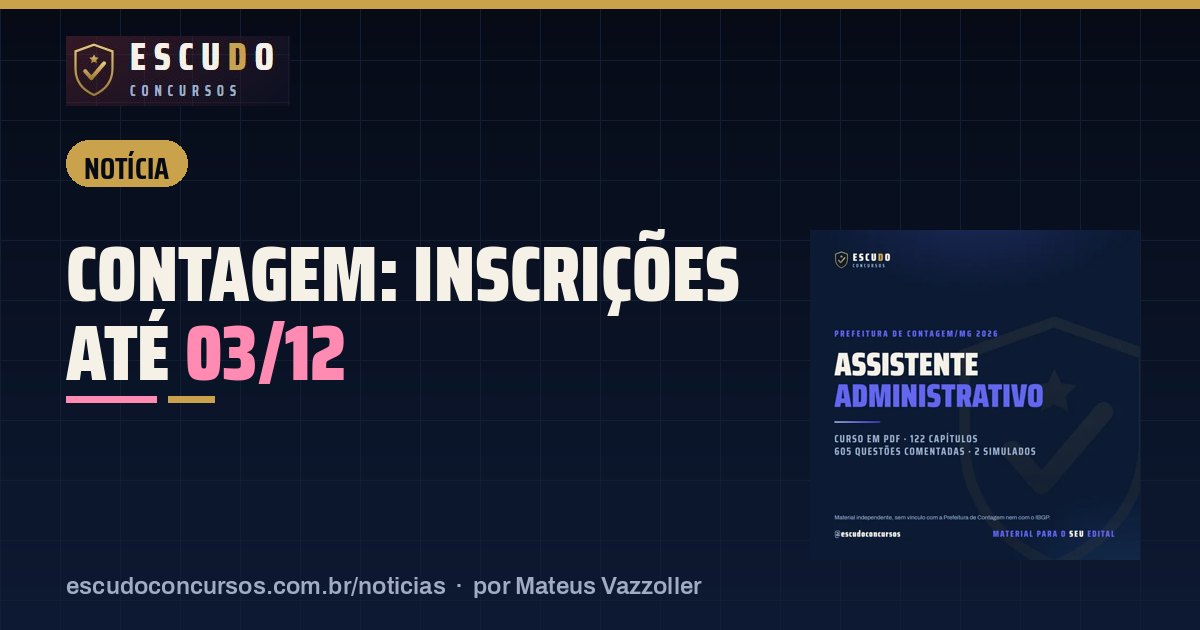 ESCUDO
CONCURSOS
NOTÍCIA
CONTAGEM: INSCRIÇÕES
ATÉ 03/12
ESCUDO
CONCURSOS
PREFEITURA DE CONTAGEM/MG 2026
ASSISTENTE
ADMINISTRATIVO
CURSO EM PDF · 122 CAPÍTULOS
605 QUESTÕES COMENTADAS · 2 SIMULADOS
Material independente, sem vínculo com a Prefeitura de Contagem nem com o IBGP.
@escudoconcursos
MATERIAL PARA O SEU EDITAL
escudoconcursos.com.br/noticias · por Mateus Vazzoller